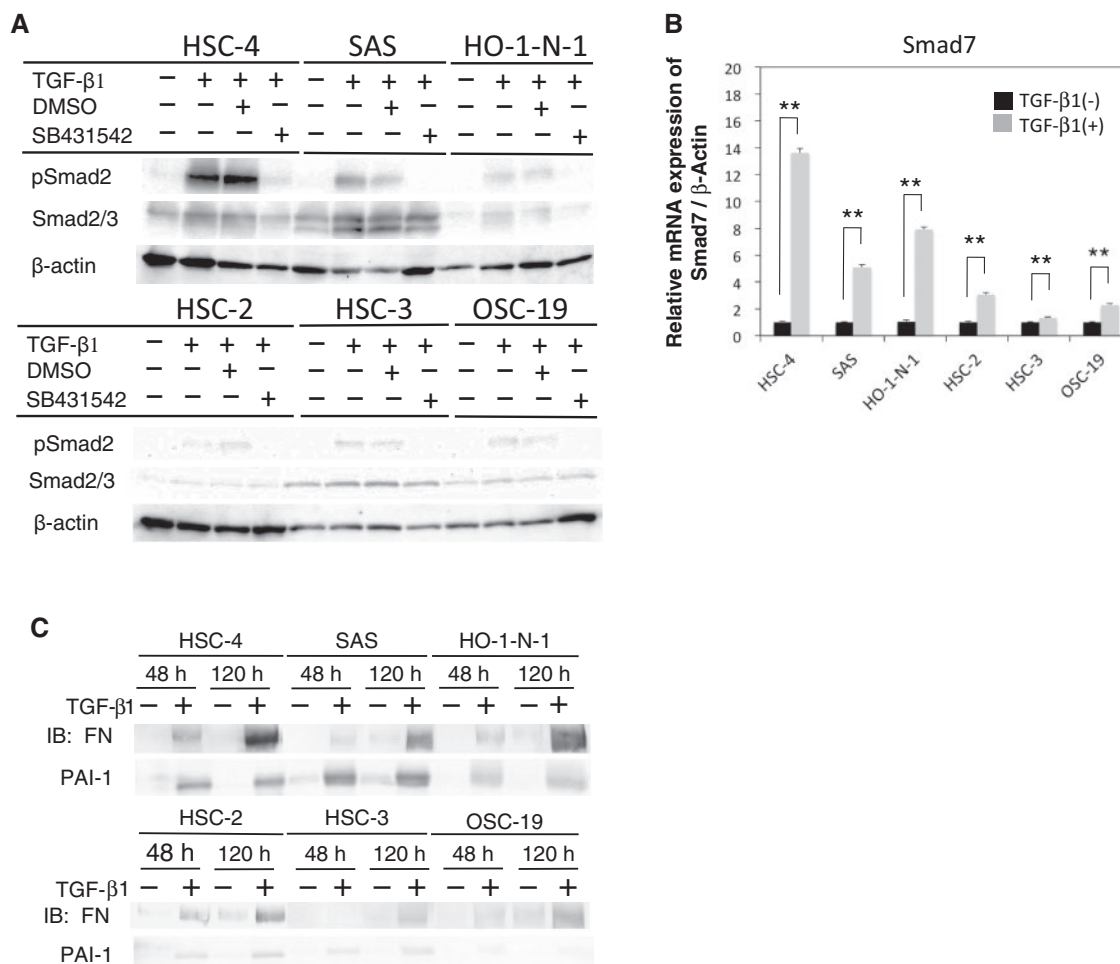 A
HSC-4 SAS HO-1-N-1
TGF-β1 − + + + − + + + − + + +
DMSO − − + − − − + − − − + −
SB431542 − − − + − − − + − − − +
pSmad2
Smad2/3
β-actin
HSC-2 HSC-3 OSC-19
TGF-β1 − + + + − + + + − + + +
DMSO − − + − − − + − − − + −
SB431542 − − − + − − − + − − − +
pSmad2
Smad2/3
β-actin
B
Smad7
Relative mRNA expression of
Smad7 / β-Actin
20
18
16
14
12
10
8
6
4
2
0
TGF-β1(-)
TGF-β1(+)
** ** ** ** ** **
HSC-4 SAS HO-1-N-1 HSC-2 HSC-3 OSC-19
C
HSC-4 SAS HO-1-N-1
48 h 120 h 48 h 120 h 48 h 120 h
TGF-β1 − + − + − + − + − + − +
IB: FN
PAI-1
HSC-2 HSC-3 OSC-19
48 h 120 h 48 h 120 h 48 h 120 h
TGF-β1 − + − + − + − + − + − +
IB: FN
PAI-1